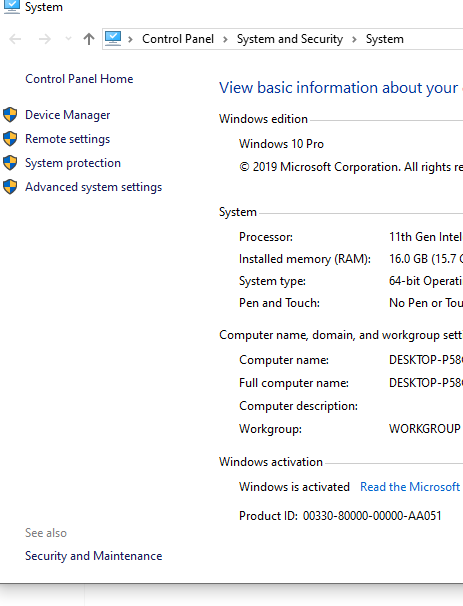 System
Control Panel System and Security System
Control Panel Home
Device Manager
Remote settings
System protection
Advanced system settings
View basic information about your
Windows edition
Windows 10 Pro
© 2019 Microsoft Corporation. All rights re
System
Processor: 11th Gen Intel
Installed memory (RAM): 16.0 GB (15.7 G
System type: 64-bit Operati
Pen and Touch: No Pen or Tou
Computer name, domain, and workgroup sett
Computer name: DESKTOP-P58
Full computer name: DESKTOP-P58
Computer description:
Workgroup: WORKGROUP
Windows activation
Windows is activated Read the Microsoft
Product ID: 00330-80000-00000-AA051
See also
Security and Maintenance